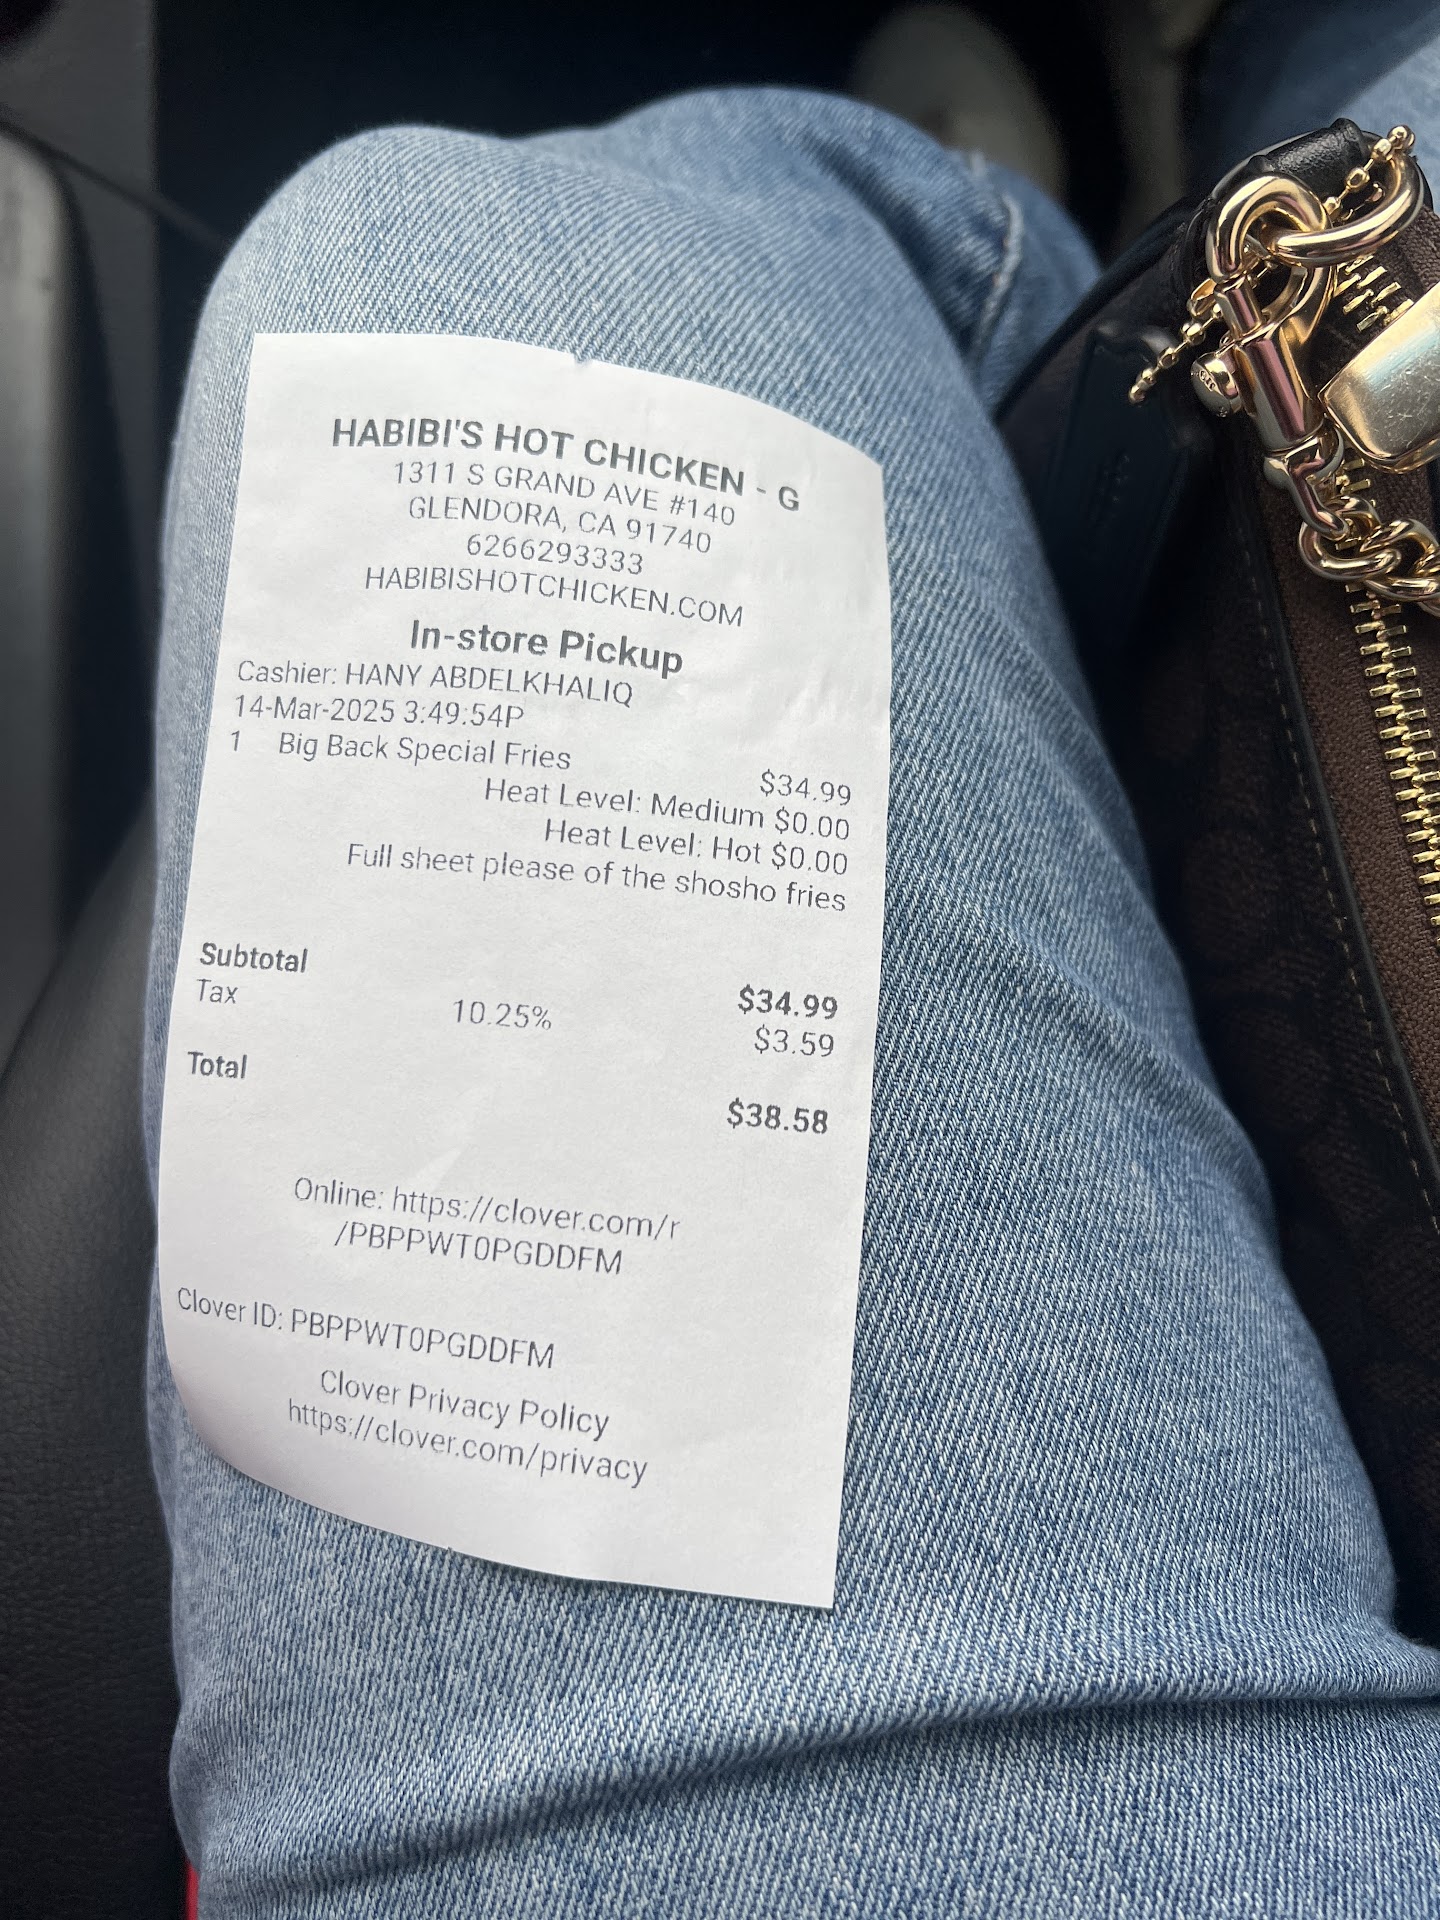 HABIBI'S HOT CHICKEN - G
1311 S GRAND AVE #140
GLENDORA, CA 91740
6266293333
HABIBISHOTCHICKEN.COM
In-store Pickup
Cashier: HANY ABDELKHALIQ
14-Mar-2025 3:49:54P
1 Big Back Special Fries $34.99
Heat Level: Medium $0.00
Heat Level: Hot $0.00
Full sheet please of the shosho fries
Subtotal $34.99
Tax 10.25% $3.59
Total $38.58
Online: https://clover.com/r
/PBPPWT0PGDDFM
Clover ID: PBPPWT0PGDDFM
Clover Privacy Policy
https://clover.com/privacy